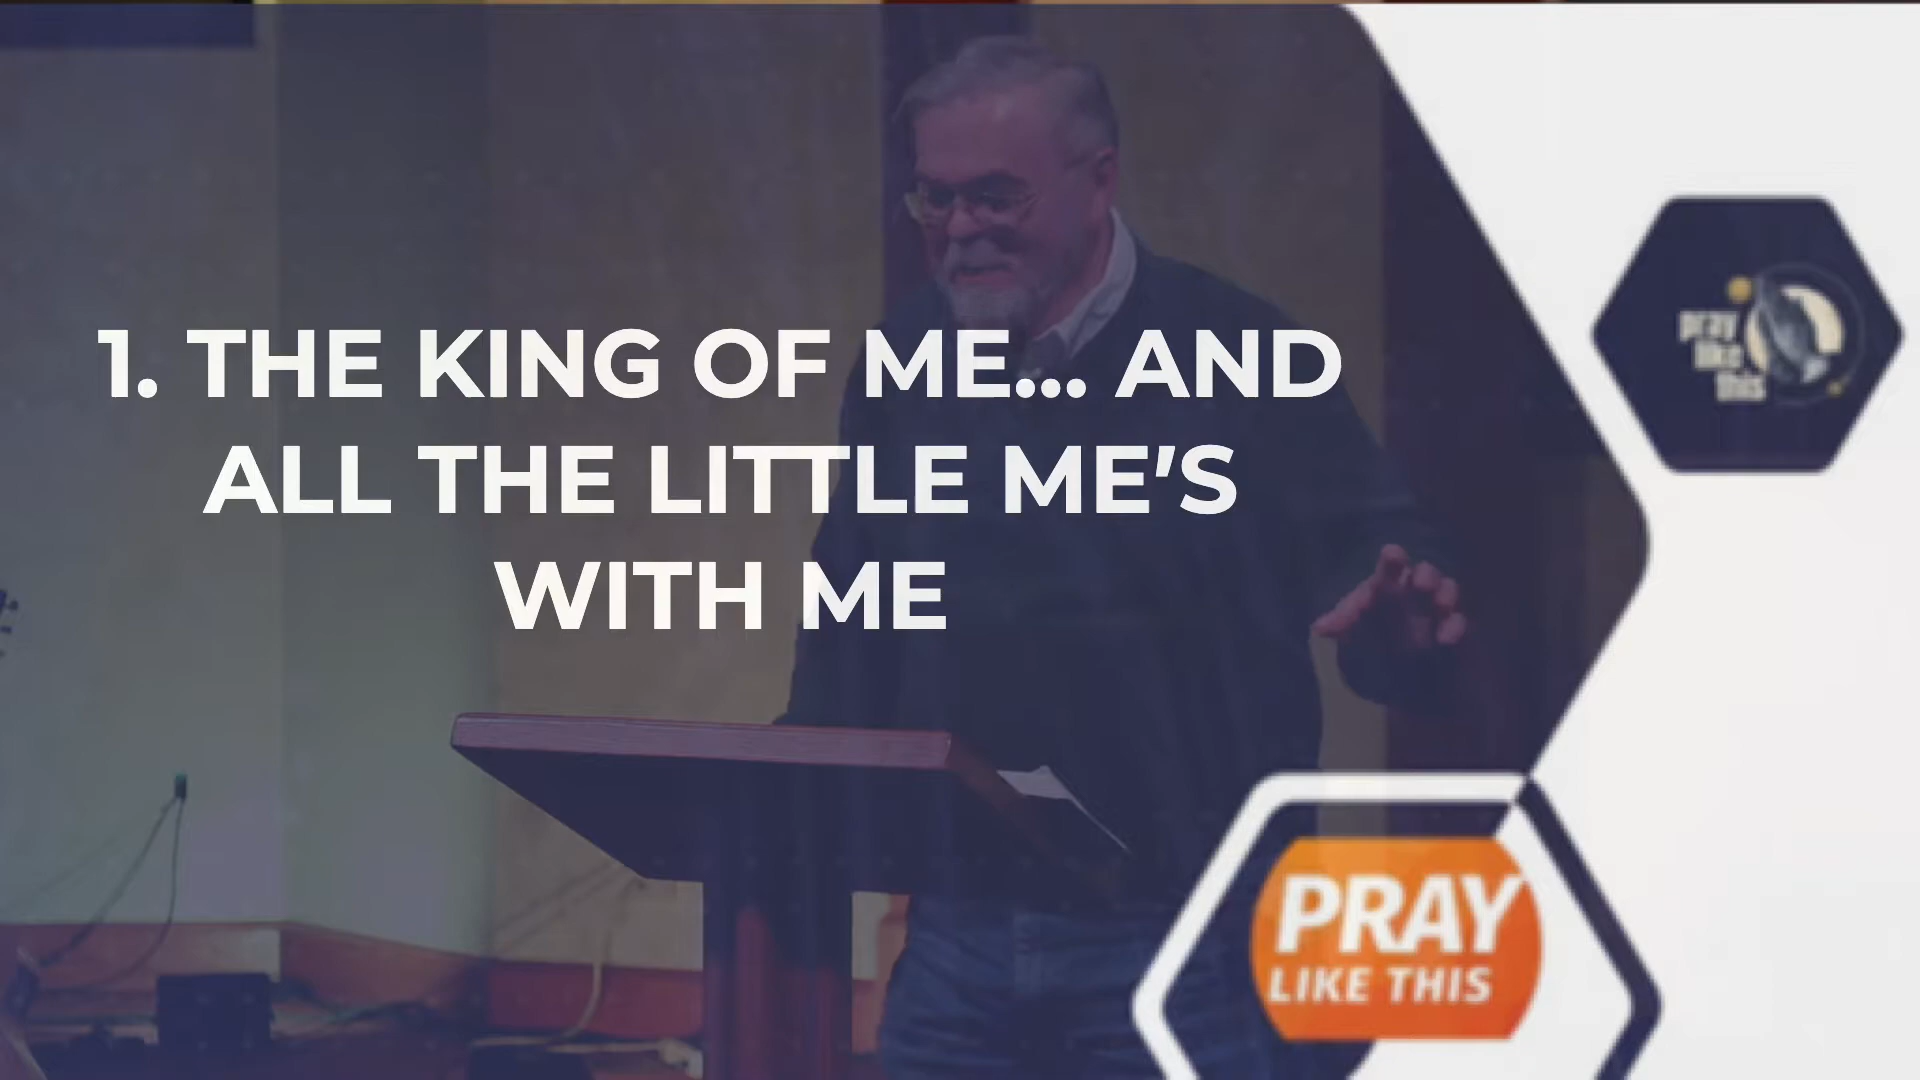 1. THE KING OF ME... AND
ALL THE LITTLE ME'S
WITH ME
pray
like
this
PRAY
LIKE THIS